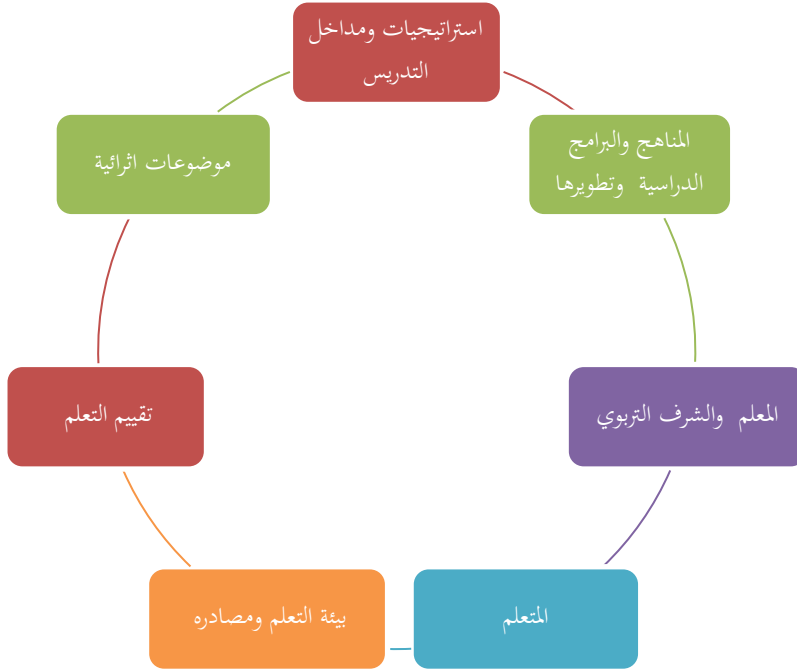 استراتيجيات ومداخل
التدريس
المناهج والبرامج
الدراسية وتطويرها
المعلم والشرف التربوي
المتعلم
بيئة التعلم ومصادره
تقييم التعلم
موضوعات اثرائية